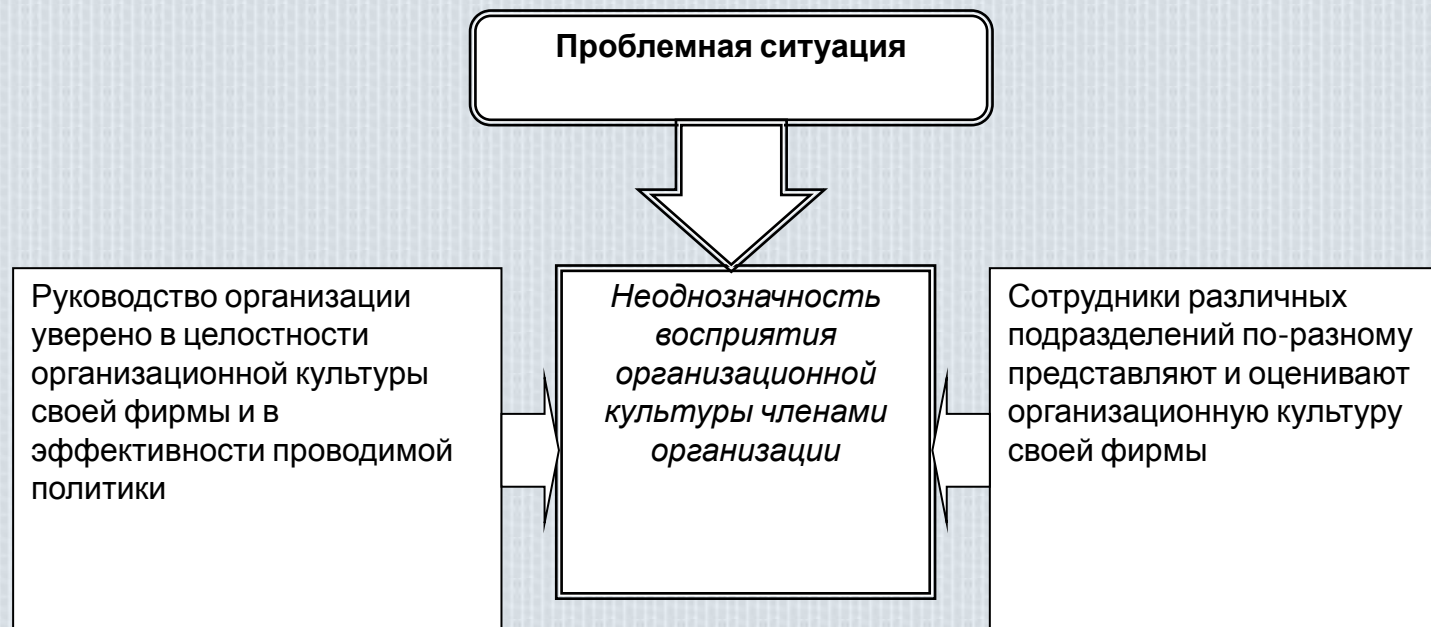 Проблемная ситуация
Руководство организации
уверено в целостности
организационной культуры
своей фирмы и в
эффективности проводимой
политики
Неоднозначность
восприятия
организационной
культуры членами
организации
Сотрудники различных
подразделений по-разному
представляют и оценивают
организационную культуру
своей фирмы